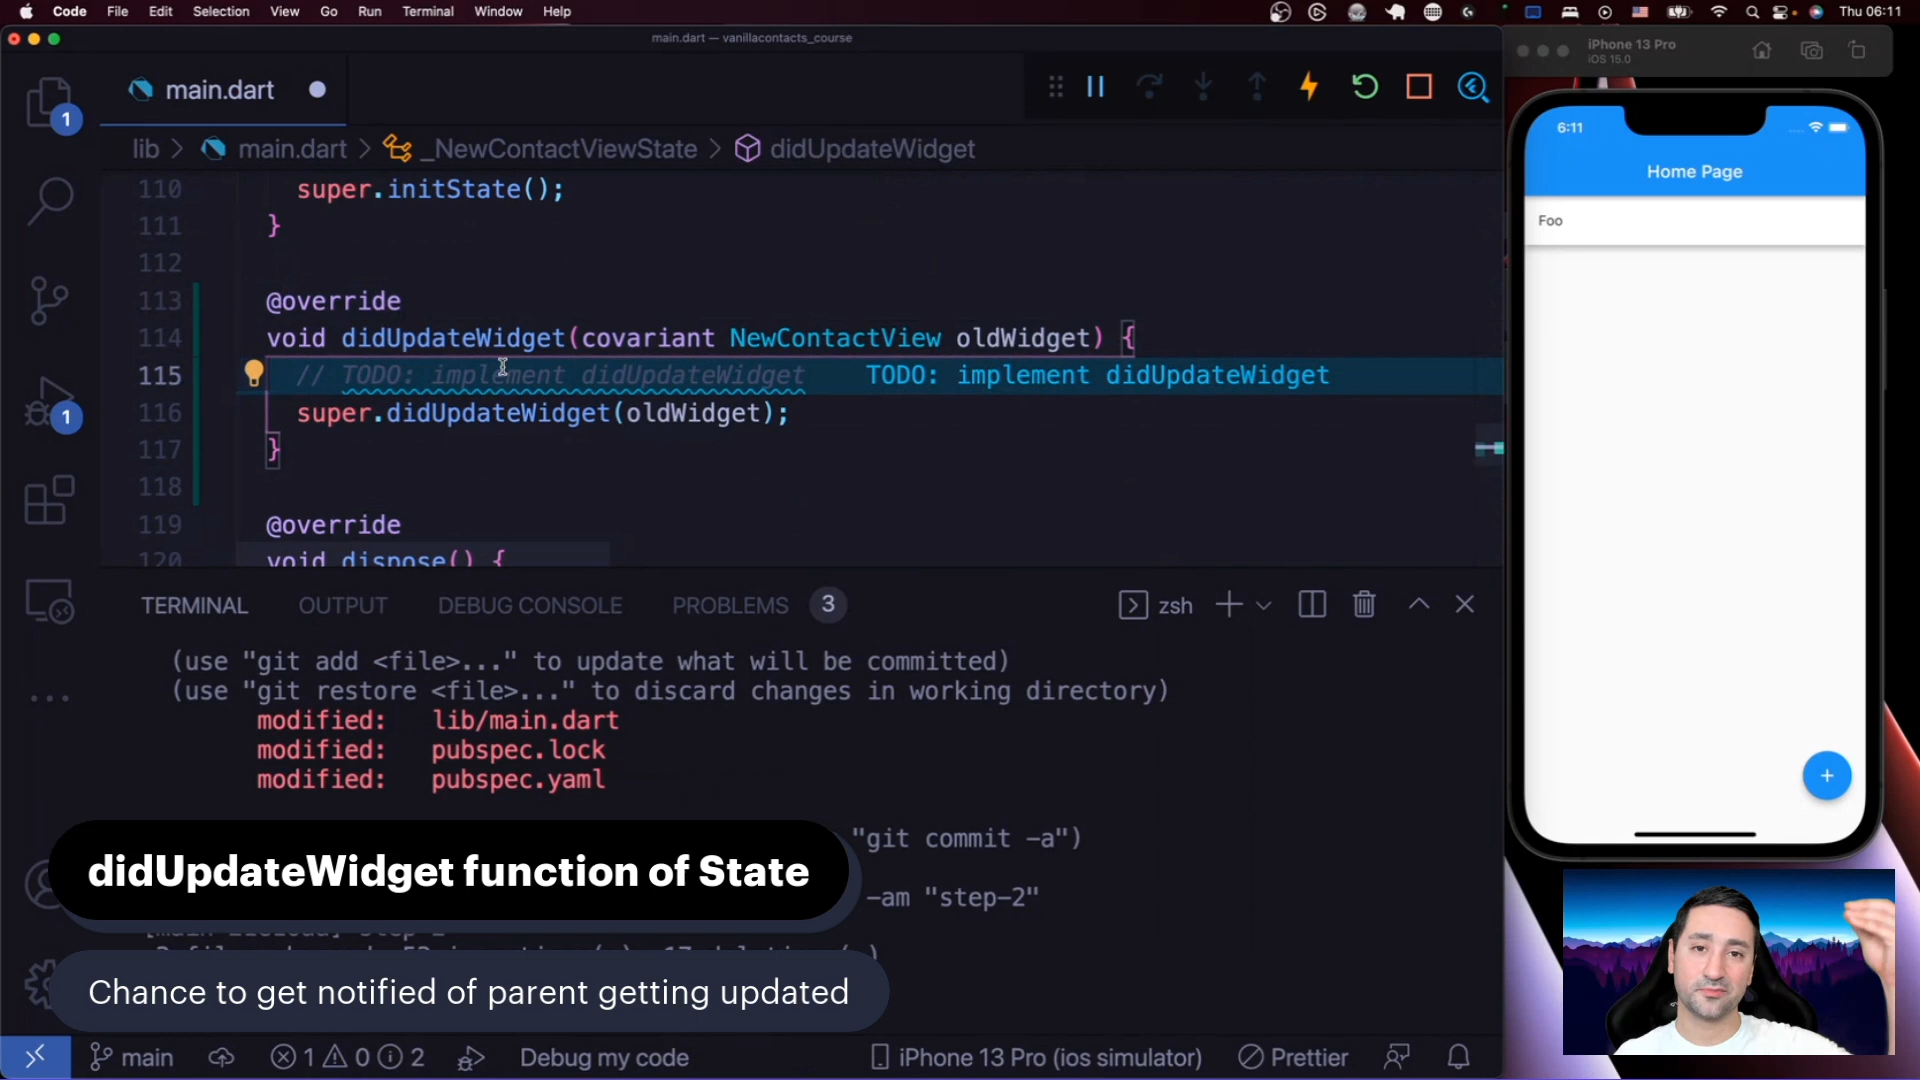 Code File Edit Selection View Go Run Terminal Window Help Thu 06:11
main.dart — vanillacontacts_course
iPhone 13 Pro
iOS 15.0
main.dart
1
lib > main.dart > _NewContactViewState > didUpdateWidget
110 super.initState();
111 }
112
113 @override
114 void didUpdateWidget(covariant NewContactView oldWidget) {
115 // TODO: implement didUpdateWidget TODO: implement didUpdateWidget
116 super.didUpdateWidget(oldWidget);
117 }
118
119 @override
120 void dispose() {
1
6:11
Home Page
Foo
+
TERMINAL OUTPUT DEBUG CONSOLE PROBLEMS 3 zsh
(use "git add <file>..." to update what will be committed)
(use "git restore <file>..." to discard changes in working directory)
modified: lib/main.dart
modified: pubspec.lock
modified: pubspec.yaml
"git commit -a")
-am "step-2"
didUpdateWidget function of State
Chance to get notified of parent getting updated
main 1 0 2 Debug my code iPhone 13 Pro (ios simulator) Prettier